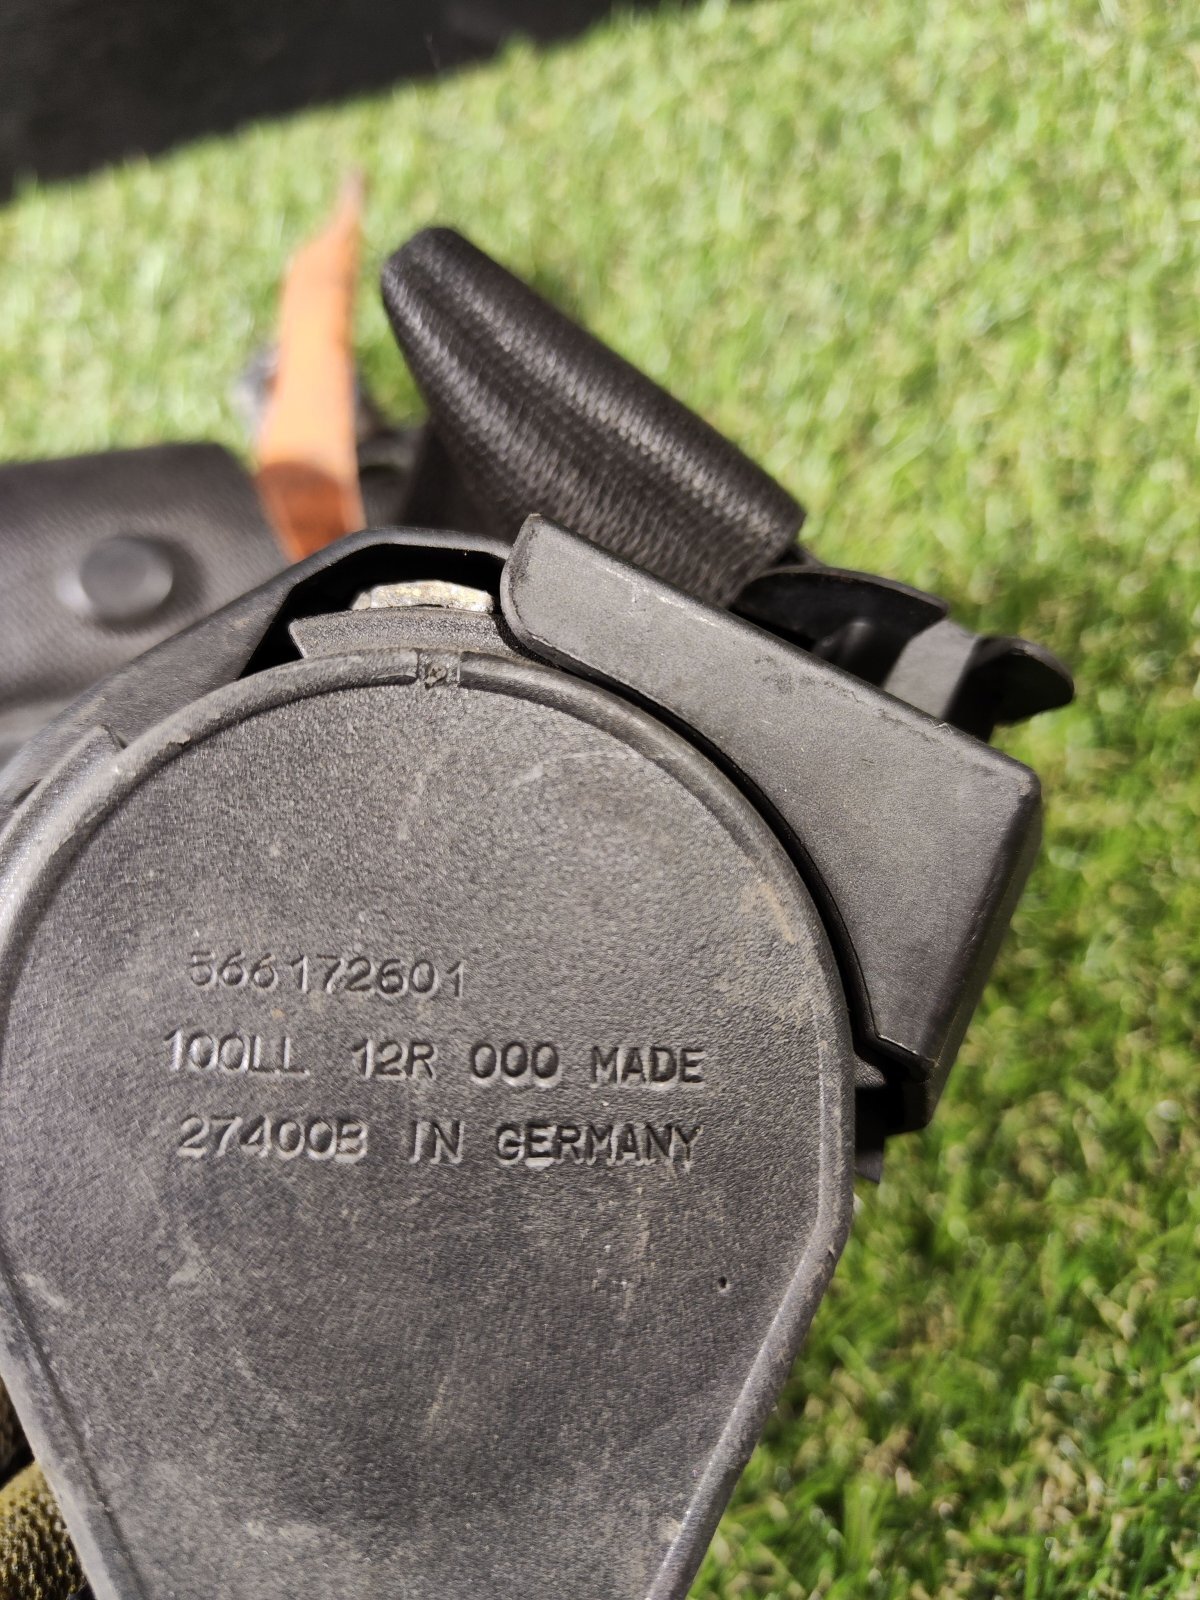 566172601
100LL 12R 000 MADE
27400B IN GERMANY